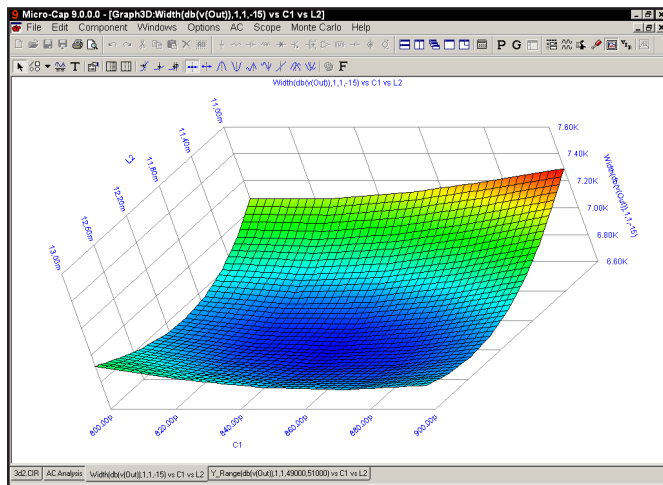 9 Micro-Cap 9.0.0.0 - [Graph3D:Width(db(v(Out)),1,1,-15) vs C1 vs L2]
File Edit Component Windows Options AC Scope Monte Carlo Help
P G
T F
Width(db(v(Out)),1,1,-15) vs C1 vs L2
11.00m
11.40m
11.80m
12.20m
12.60m
13.00m
L2
7.60K
7.40K
7.20K
7.00K
6.80K
6.60K
Width(db(v(Out)),1,1,-15)
800.00p
820.00p
840.00p
860.00p
880.00p
900.00p
C1
3d2.CIR AC Analysis Width(db(v(Out)),1,1,-15) vs C1 vs L2 Y_Range(db(v(Out)),1,1,49000,51000) vs C1 vs L2